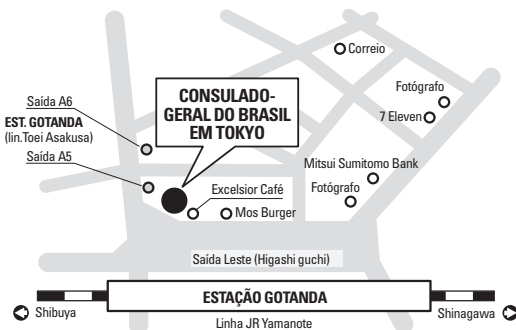 Correio
Fotógrafo
7 Eleven
Saída A6
EST. GOTANDA
(lin.Toei Asakusa)
Saída A5
CONSULADO-
GERAL DO BRASIL
EM TOKYO
Mitsui Sumitomo Bank
Fotógrafo
Excelsior Café
Mos Burger
Saída Leste (Higashi guchi)
ESTAÇÃO GOTANDA
Shibuya
Shinagawa
Linha JR Yamanote